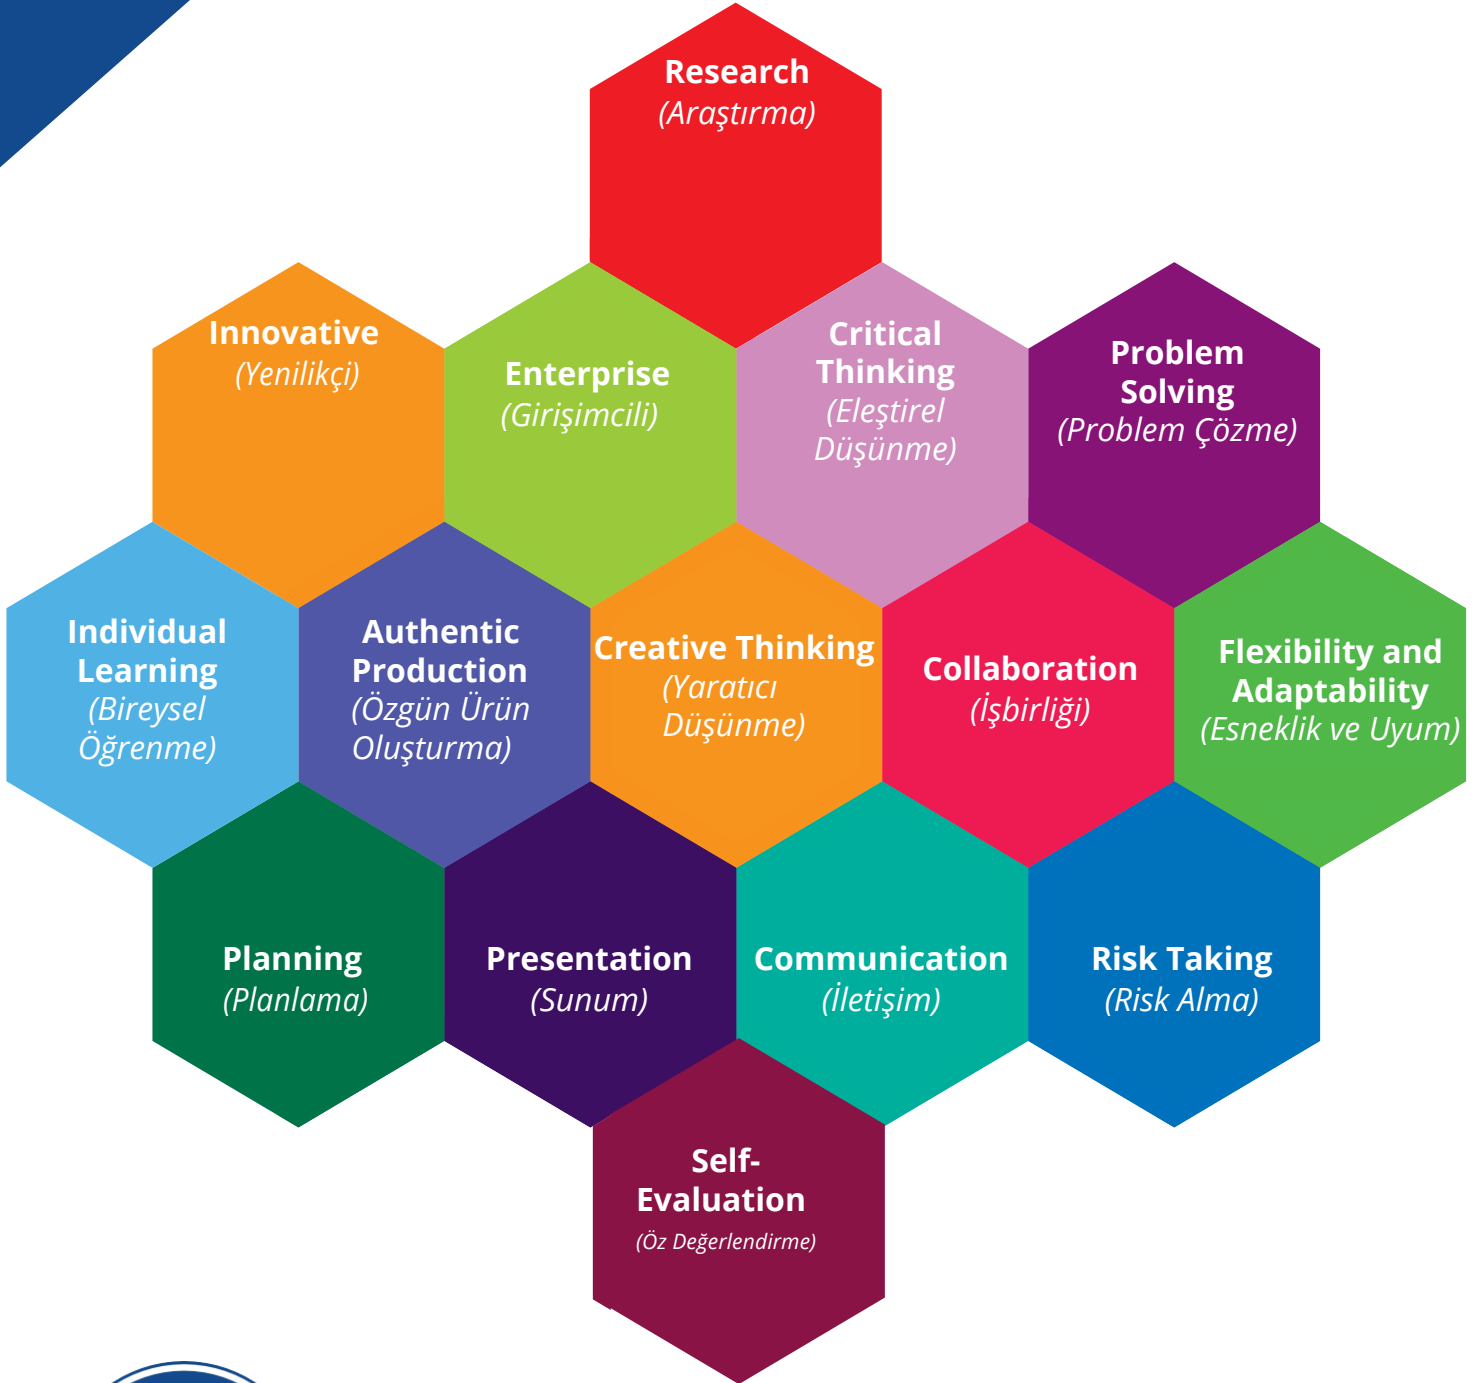 Research
(Araştırma)
Innovative
(Yenilikçi)
Enterprise
(Girişimcili)
Critical
Thinking
(Eleştirel
Düşünme)
Problem
Solving
(Problem Çözme)
Individual
Learning
(Bireysel
Öğrenme)
Authentic
Production
(Özgün Ürün
Oluşturma)
Creative Thinking
(Yaratıcı
Düşünme)
Collaboration
(İşbirliği)
Flexibility and
Adaptability
(Esneklik ve Uyum)
Planning
(Planlama)
Presentation
(Sunum)
Communication
(İletişim)
Risk Taking
(Risk Alma)
Self-
Evaluation
(Öz Değerlendirme)